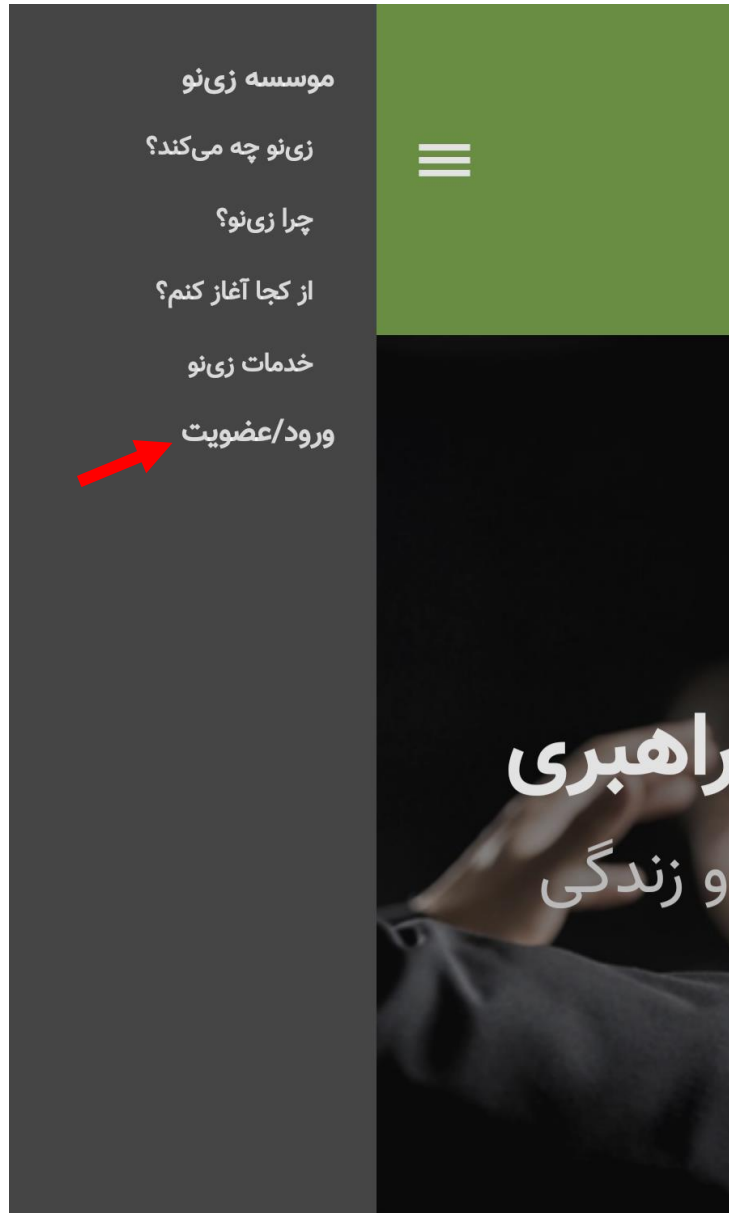 موسسه زی‌نو
زی‌نو چه می‌کند؟
چرا زی‌نو؟
از کجا آغاز کنم؟
خدمات زی‌نو
ورود/عضویت
راهبری
و زندگی